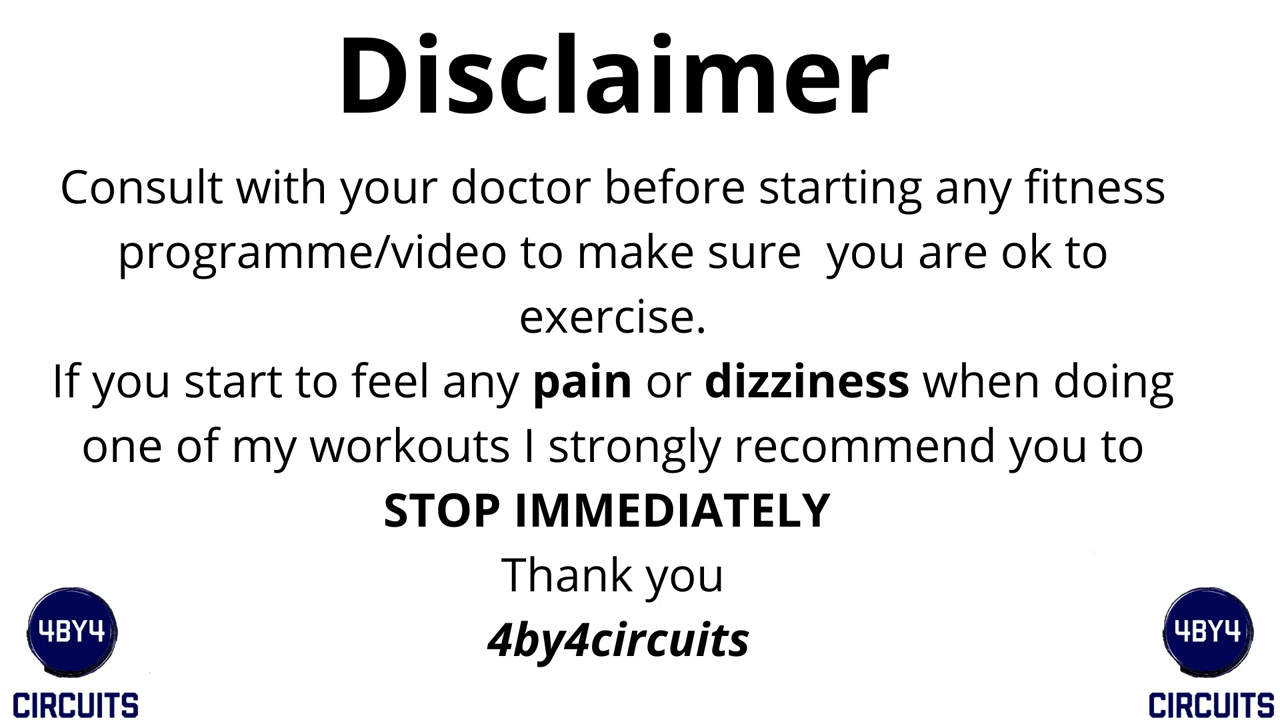 Disclaimer
Consult with your doctor before starting any fitness
programme/video to make sure  you are ok to
exercise.
If you start to feel any pain or dizziness when doing
one of my workouts I strongly recommend you to
STOP IMMEDIATELY
Thank you
4by4circuits
4BY4
CIRCUITS
4BY4
CIRCUITS